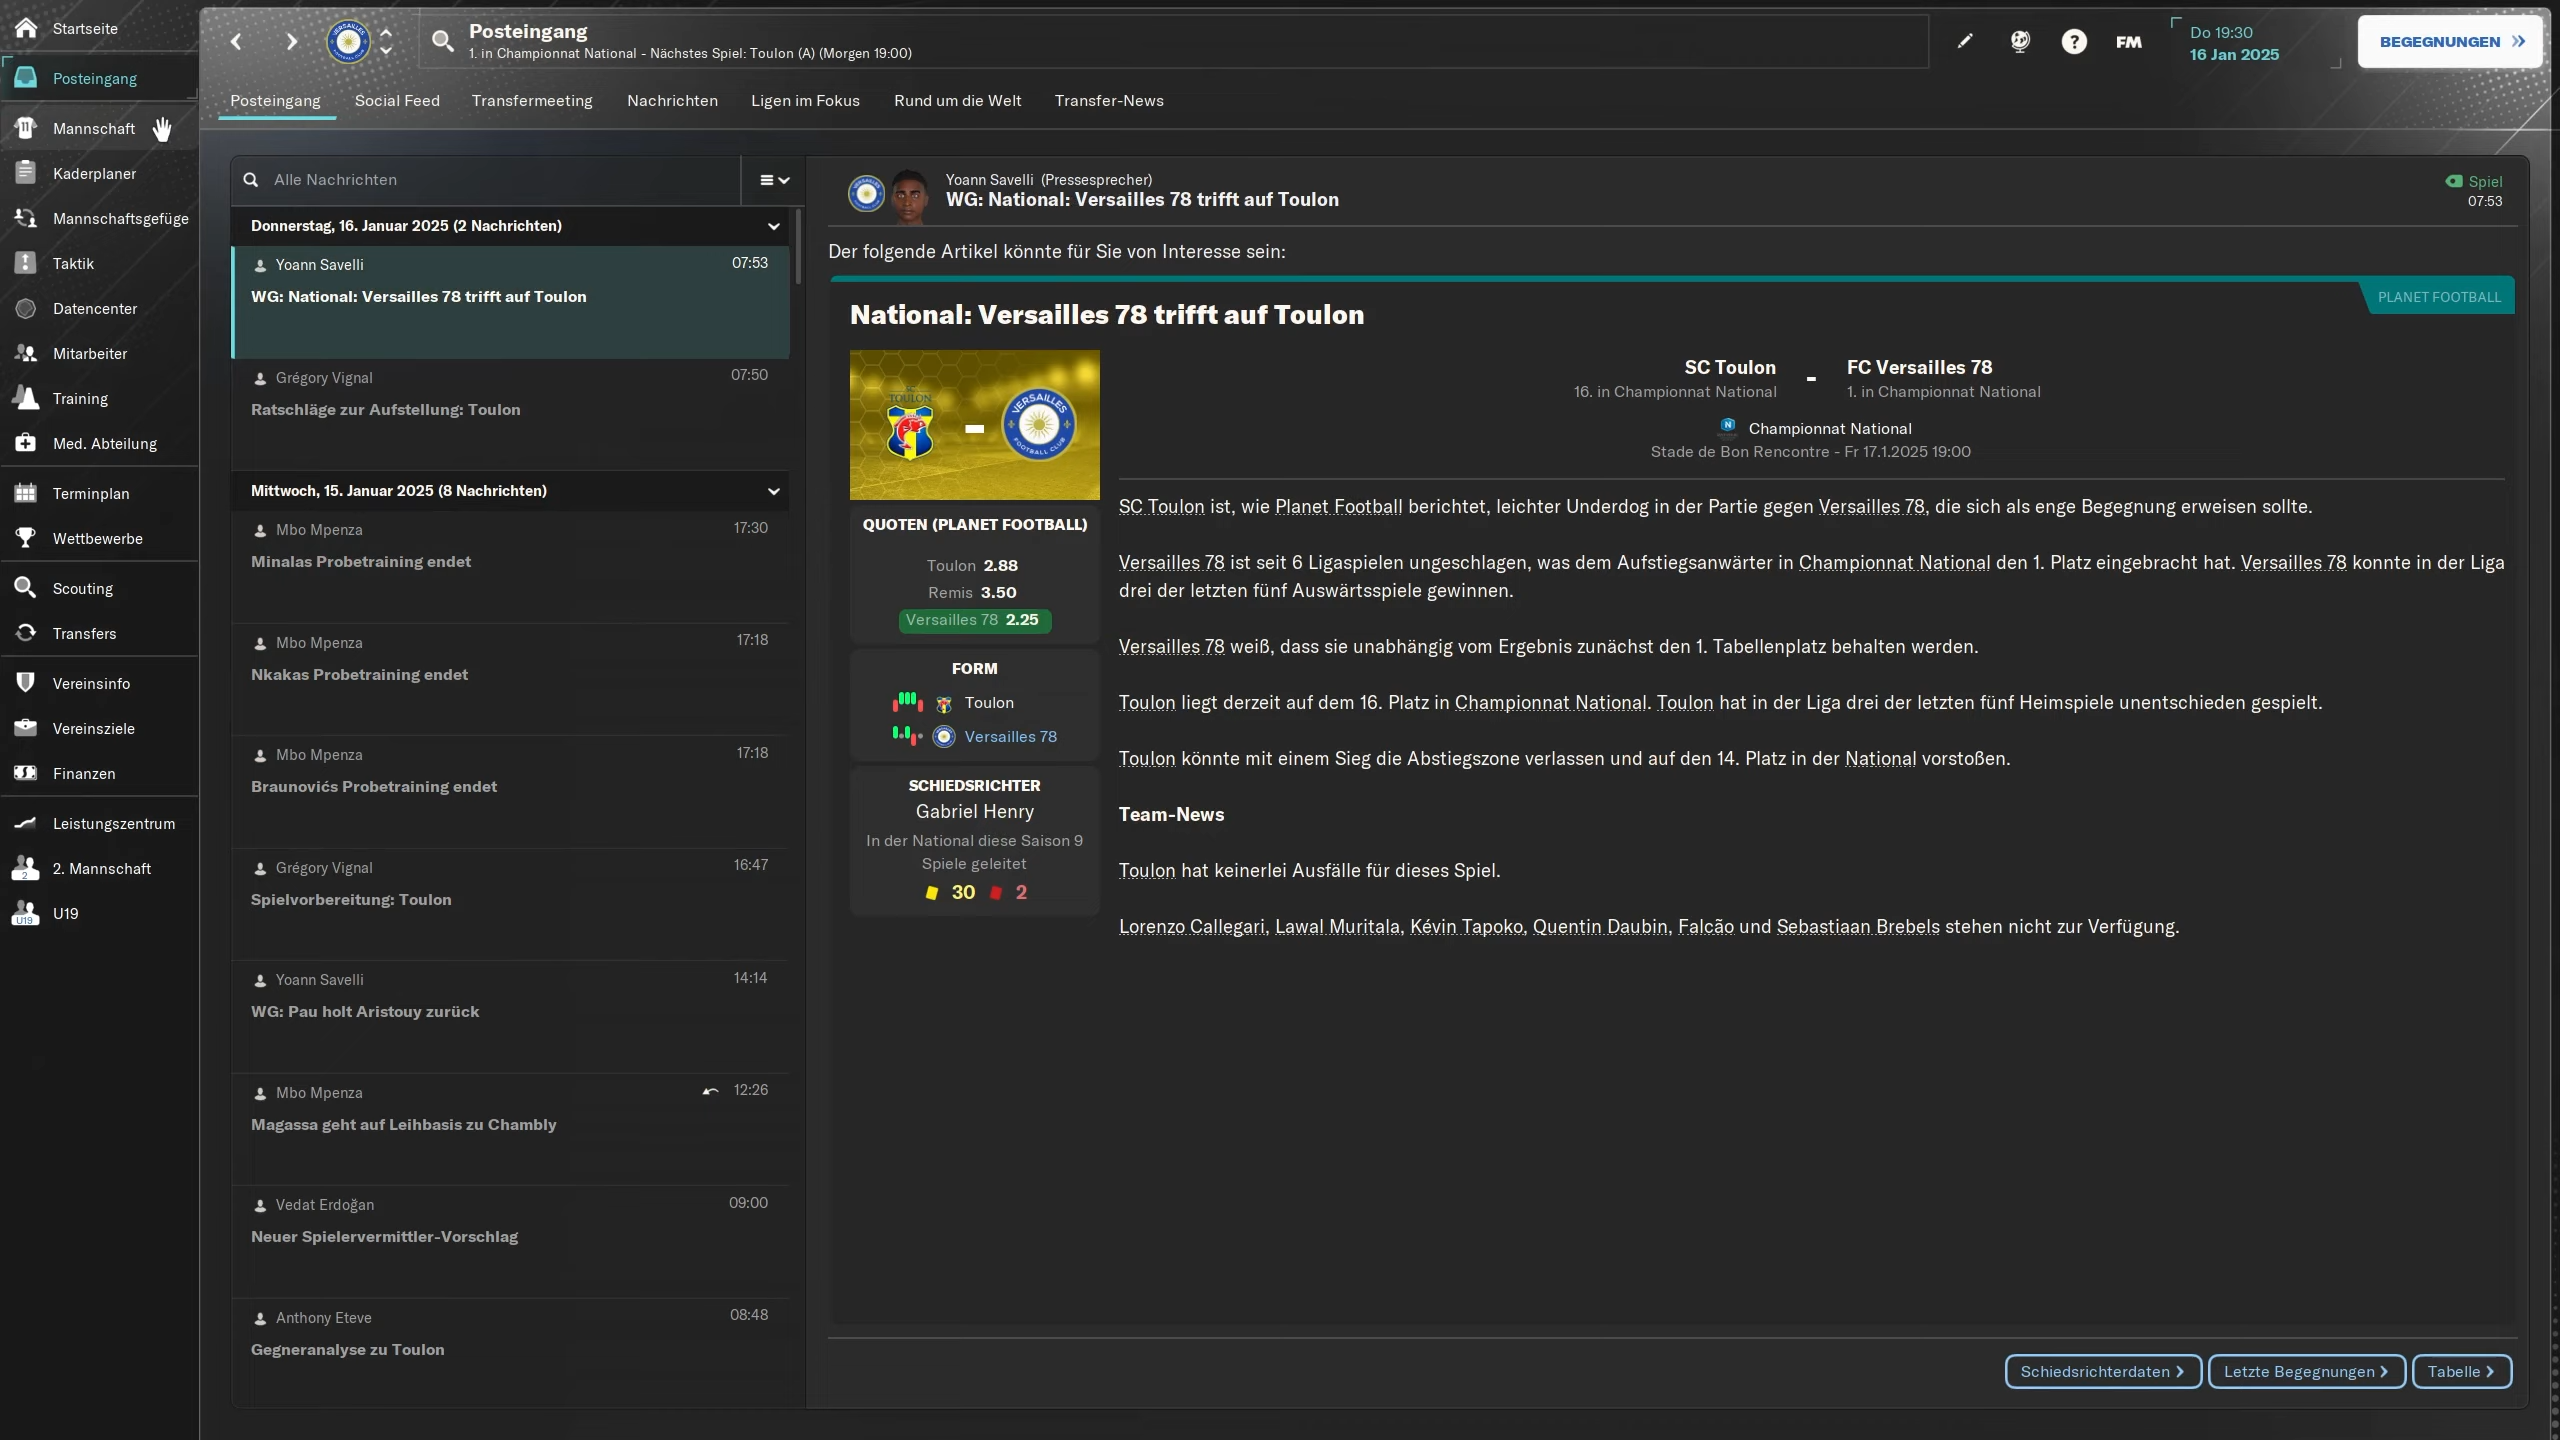 Startseite
Posteingang
Mannschaft
Kaderplaner
Mannschaftsgefüge
Taktik
Datencenter
Mitarbeiter
Training
Med. Abteilung
Terminplan
Wettbewerbe
Scouting
Transfers
Vereinsinfo
Vereinsziele
Finanzen
Leistungszentrum
2. Mannschaft
U19
Posteingang
1. in Championnat National - Nächstes Spiel: Toulon (A) (Morgen 19:00)
FM
Do 19:30
16 Jan 2025
BEGEGNUNGEN
Posteingang Social Feed Transfermeeting Nachrichten Ligen im Fokus Rund um die Welt Transfer-News
Alle Nachrichten
Donnerstag, 16. Januar 2025 (2 Nachrichten)
Yoann Savelli 07:53
WG: National: Versailles 78 trifft auf Toulon
Grégory Vignal 07:50
Ratschläge zur Aufstellung: Toulon
Mittwoch, 15. Januar 2025 (8 Nachrichten)
Mbo Mpenza 17:30
Minalas Probetraining endet
Mbo Mpenza 17:18
Nkakas Probetraining endet
Mbo Mpenza 17:18
Braunovićs Probetraining endet
Grégory Vignal 16:47
Spielvorbereitung: Toulon
Yoann Savelli 14:14
WG: Pau holt Aristouy zurück
Mbo Mpenza 12:26
Magassa geht auf Leihbasis zu Chambly
Vedat Erdoğan 09:00
Neuer Spielervermittler-Vorschlag
Anthony Eteve 08:48
Gegneranalyse zu Toulon
Yoann Savelli (Pressesprecher)
WG: National: Versailles 78 trifft auf Toulon
Spiel
07:53
Der folgende Artikel könnte für Sie von Interesse sein:
PLANET FOOTBALL
National: Versailles 78 trifft auf Toulon
TOULON
VERSAILLES
FOOTBALL CLUB
QUOTEN (PLANET FOOTBALL)
Toulon 2.88
Remis 3.50
Versailles 78 2.25
FORM
Toulon
Versailles 78
SCHIEDSRICHTER
Gabriel Henry
In der National diese Saison 9
Spiele geleitet
30 2
SC Toulon - FC Versailles 78
16. in Championnat National 1. in Championnat National
Championnat National
Stade de Bon Rencontre - Fr 17.1.2025 19:00
SC Toulon ist, wie Planet Football berichtet, leichter Underdog in der Partie gegen Versailles 78, die sich als enge Begegnung erweisen sollte.
Versailles 78 ist seit 6 Ligaspielen ungeschlagen, was dem Aufstiegsanwärter in Championnat National den 1. Platz eingebracht hat. Versailles 78 konnte in der Liga
drei der letzten fünf Auswärtsspiele gewinnen.
Versailles 78 weiß, dass sie unabhängig vom Ergebnis zunächst den 1. Tabellenplatz behalten werden.
Toulon liegt derzeit auf dem 16. Platz in Championnat National. Toulon hat in der Liga drei der letzten fünf Heimspiele unentschieden gespielt.
Toulon könnte mit einem Sieg die Abstiegszone verlassen und auf den 14. Platz in der National vorstoßen.
Team-News
Toulon hat keinerlei Ausfälle für dieses Spiel.
Lorenzo Callegari, Lawal Muritala, Kévin Tapoko, Quentin Daubin, Falcão und Sebastiaan Brebels stehen nicht zur Verfügung.
Schiedsrichterdaten Letzte Begegnungen Tabelle